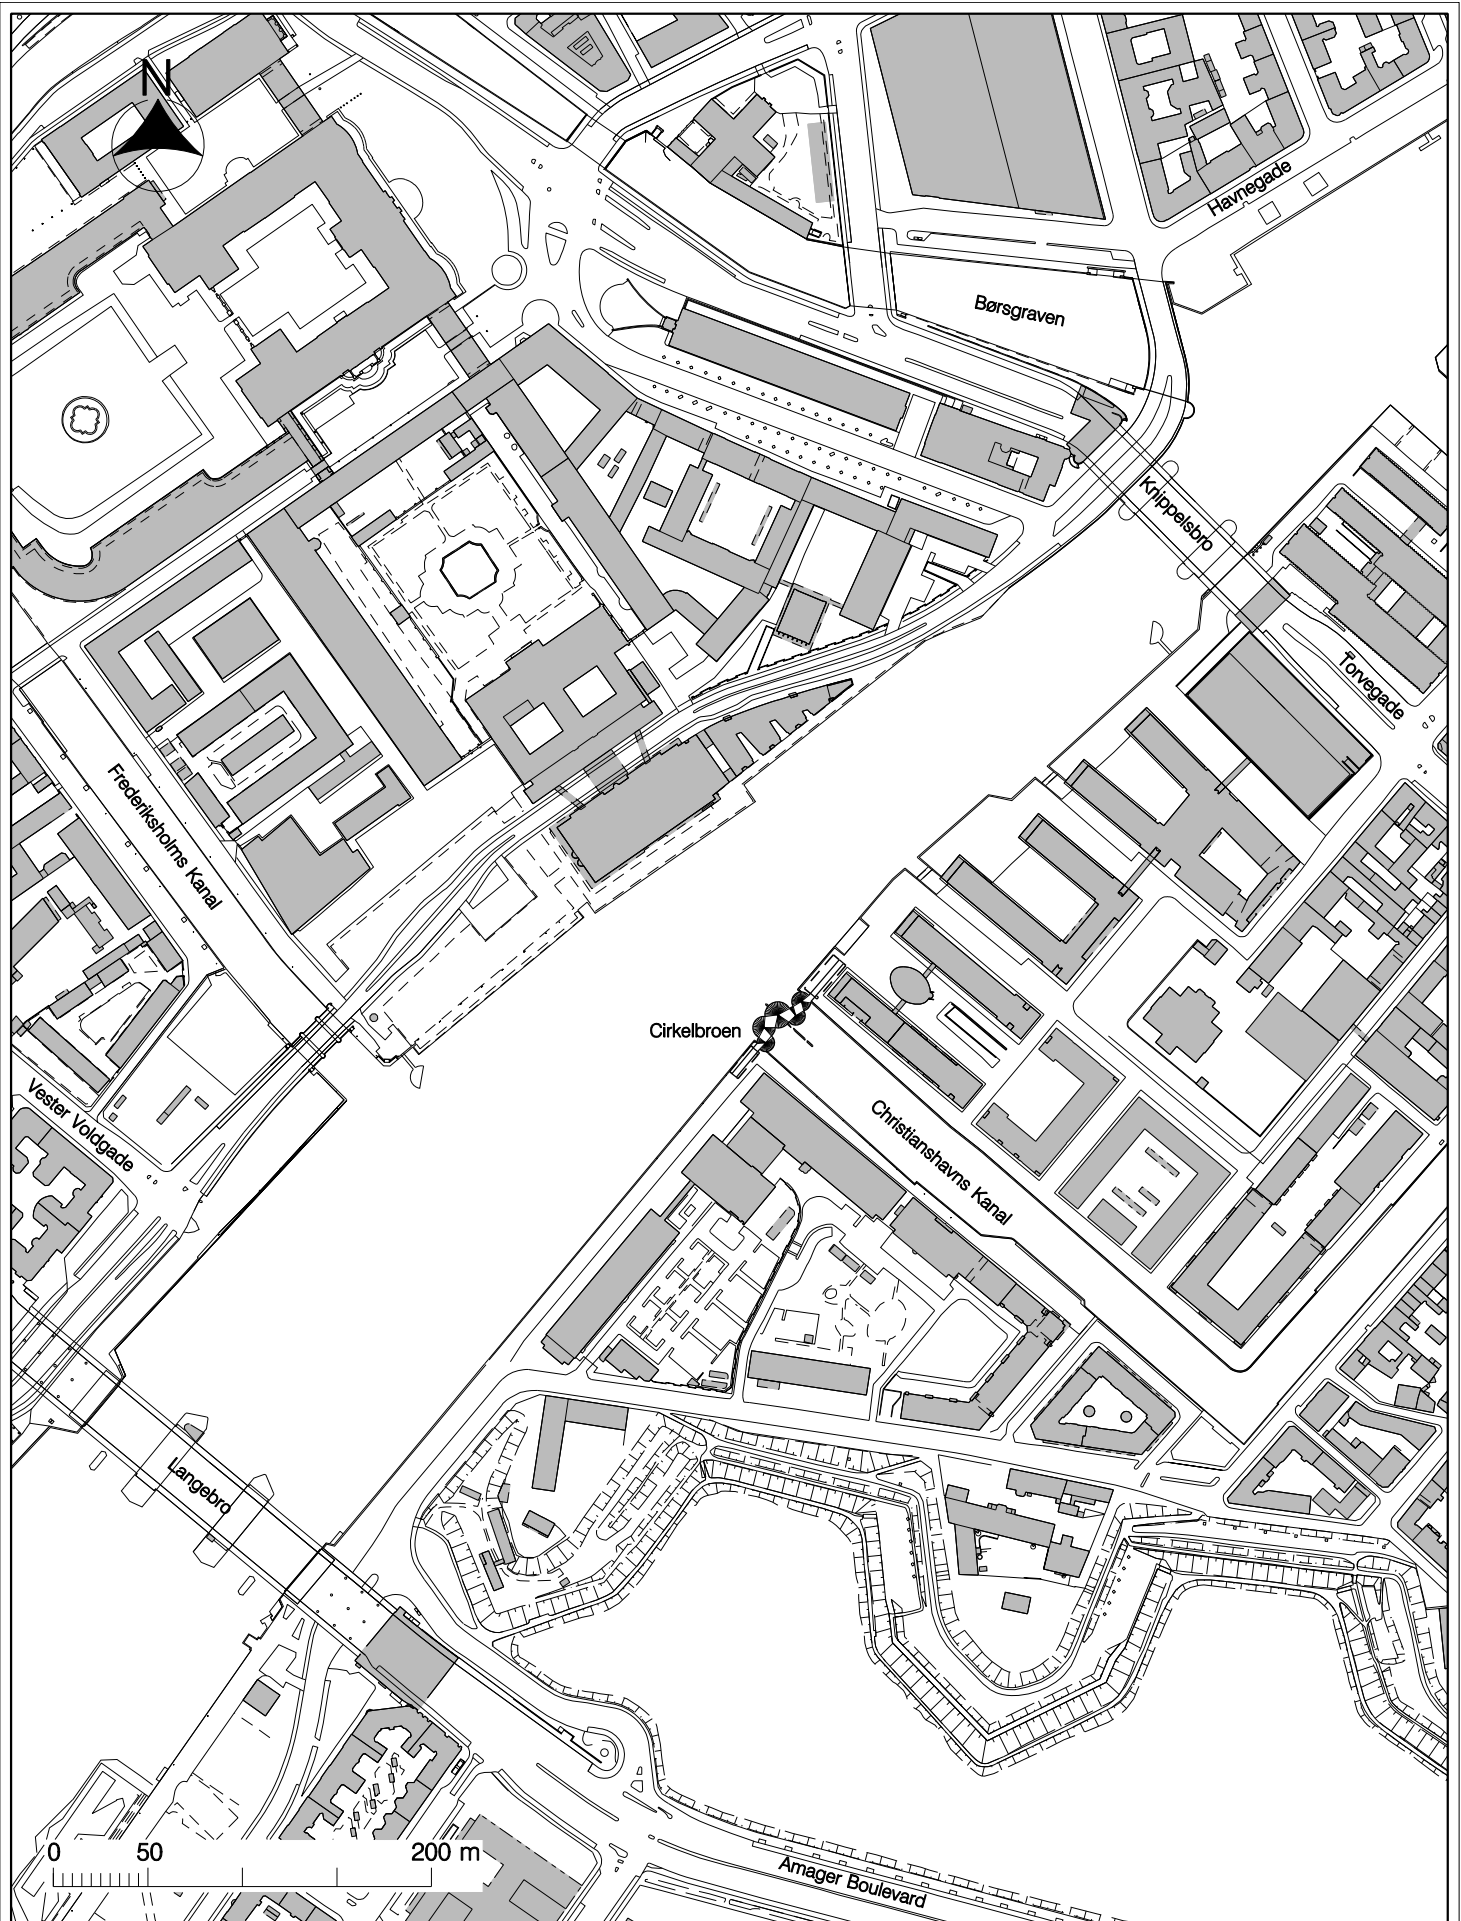 N
Havnegade
Børsgraven
Knippelsbro
Torvegade
Frederiksholms Kanal
Cirkelbroen
Vester Voldgade
Christianshavns Kanal
Langebro
0 50 200 m
Amager Boulevard